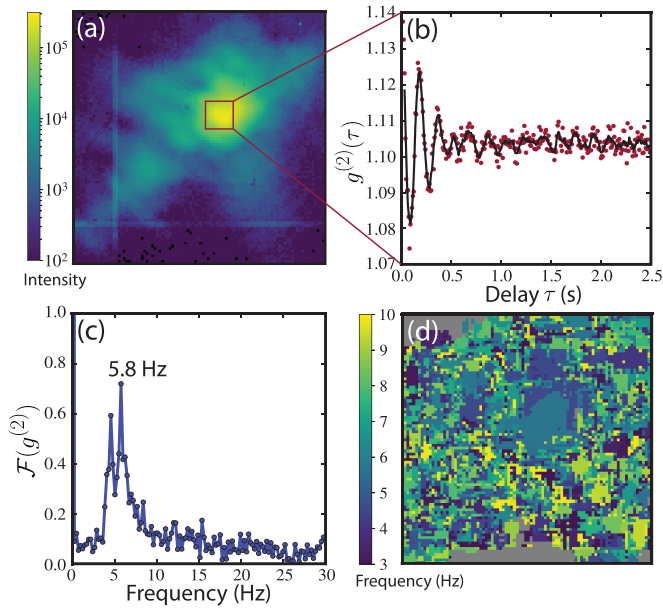 (a)
10^5
10^4
10^3
10^2
Intensity
(b)
g^{(2)}(τ)
1.14
1.13
1.12
1.11
1.10
1.09
1.08
1.07
0.0 0.5 1.0 1.5 2.0 2.5
Delay τ (s)
(c)
5.8 Hz
ℱ(g^{(2)})
1.0
0.8
0.6
0.4
0.2
0.0
0 5 10 15 20 25 30
Frequency (Hz)
(d)
10
9
8
7
6
5
4
3
Frequency (Hz)